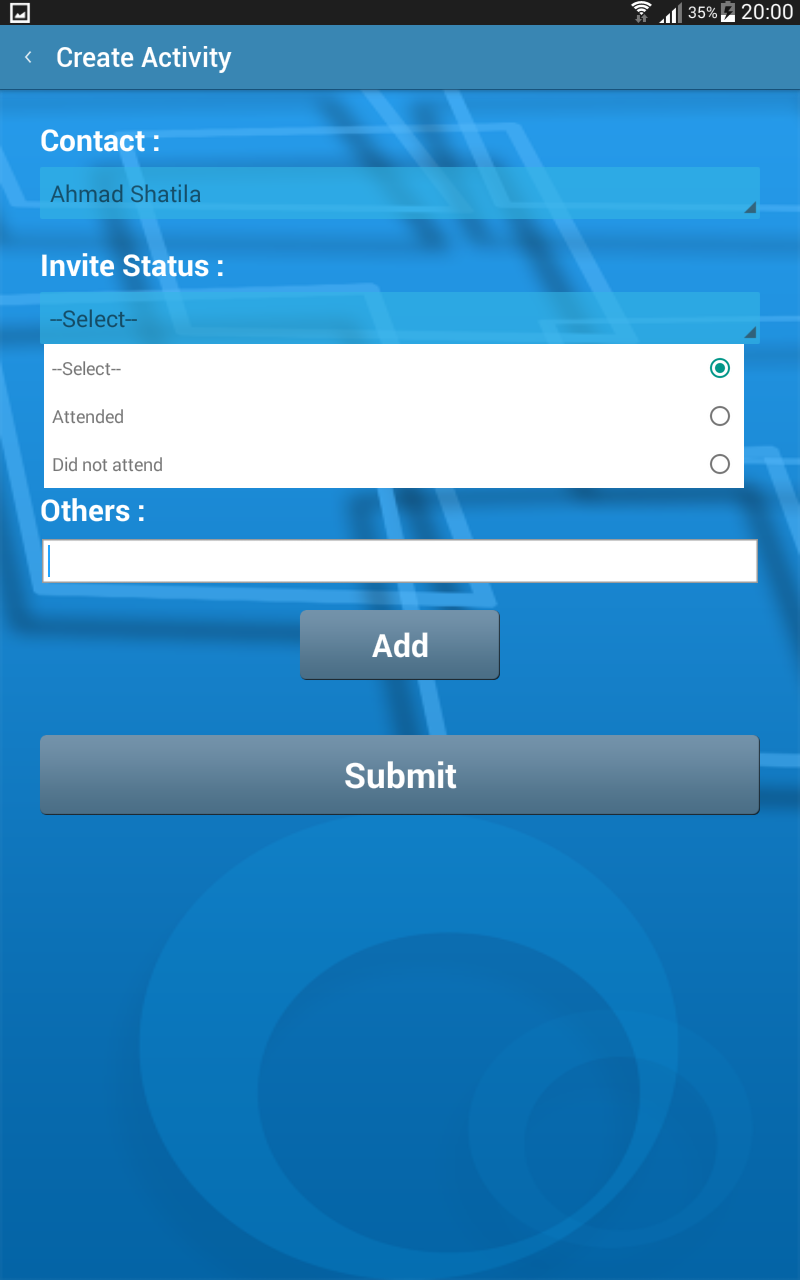 35% 20:00
Create Activity
Contact :
Ahmad Shatila
Invite Status :
--Select--
--Select--
Attended
Did not attend
Others :
Add
Submit